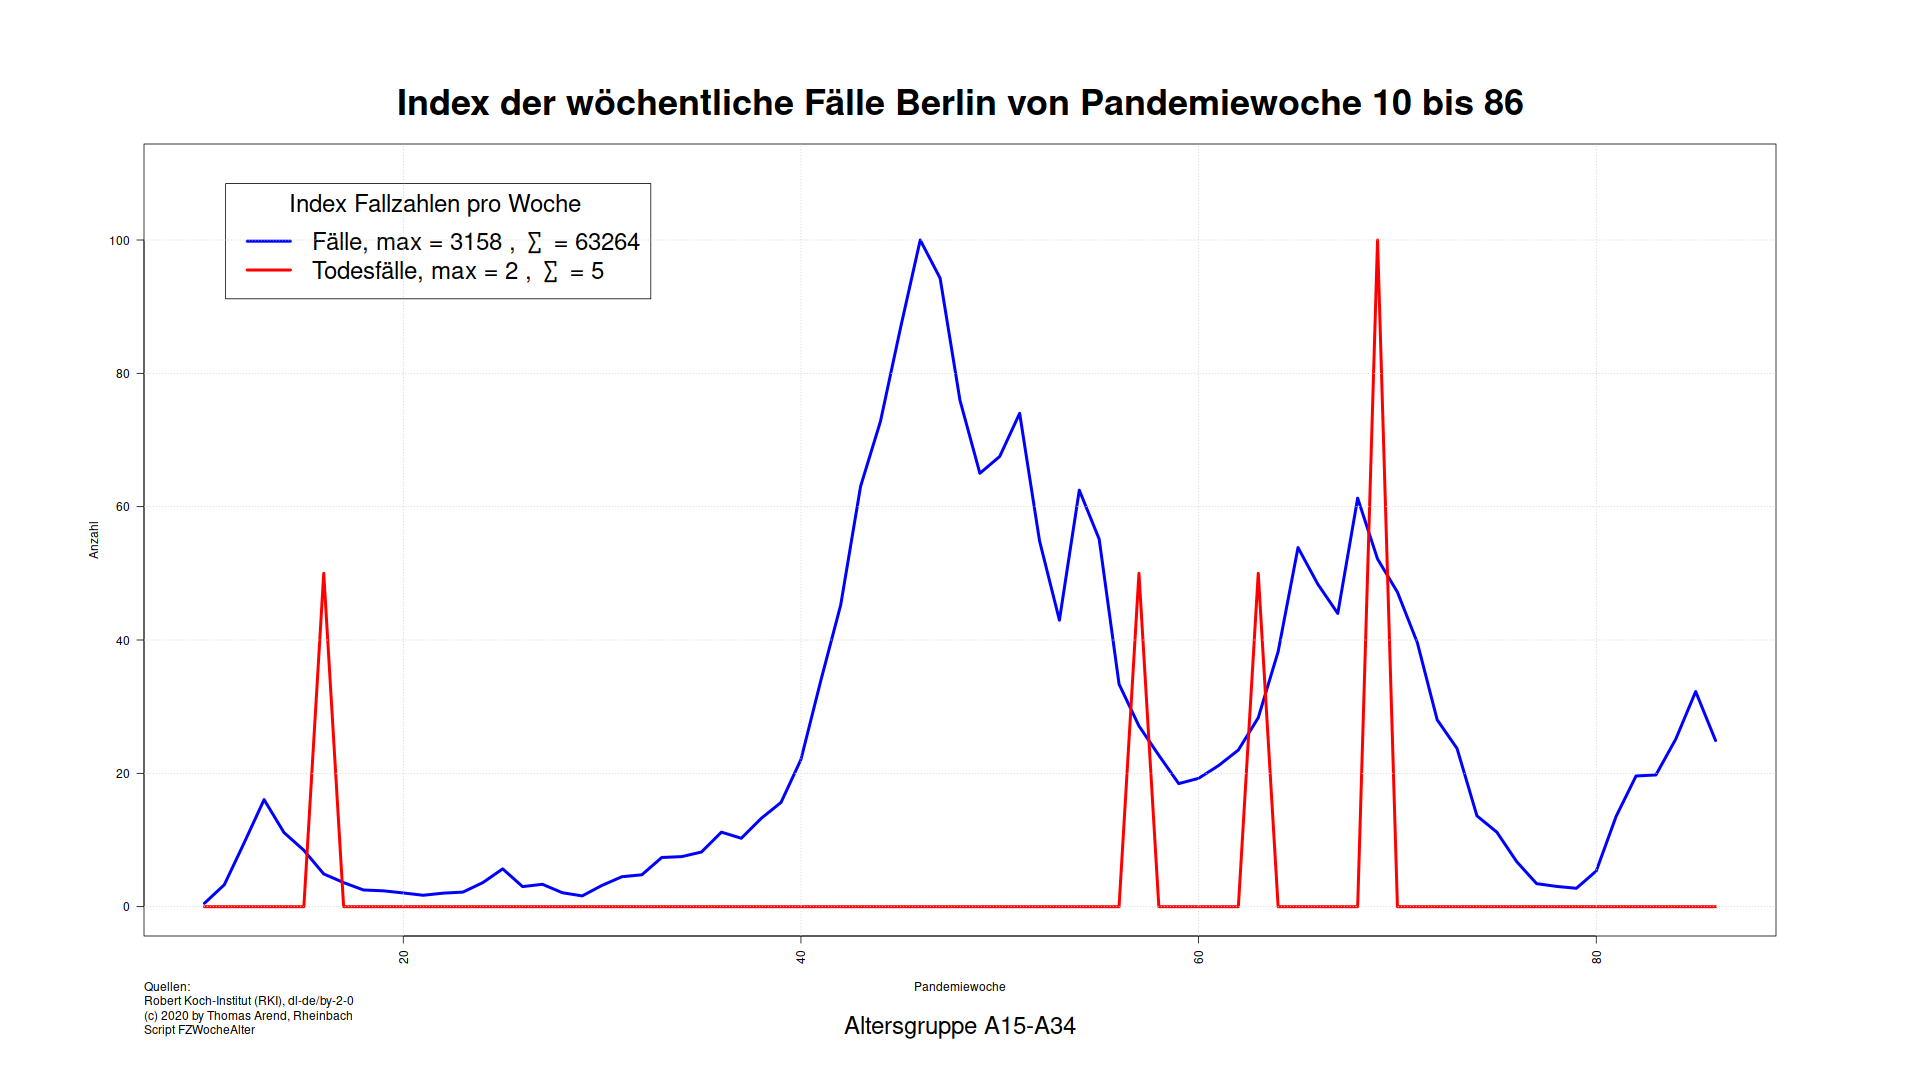 Index der wöchentliche Fälle Berlin von Pandemiewoche 10 bis 86
Index Fallzahlen pro Woche
Fälle, max = 3158 , ∑ = 63264
Todesfälle, max = 2 , ∑ = 5
100
80
60
40
20
0
Anzahl
20
40
60
80
Pandemiewoche
Quellen:
Robert Koch-Institut (RKI), dl-de/by-2-0
(c) 2020 by Thomas Arend, Rheinbach
Script FZWocheAlter
Altersgruppe A15-A34